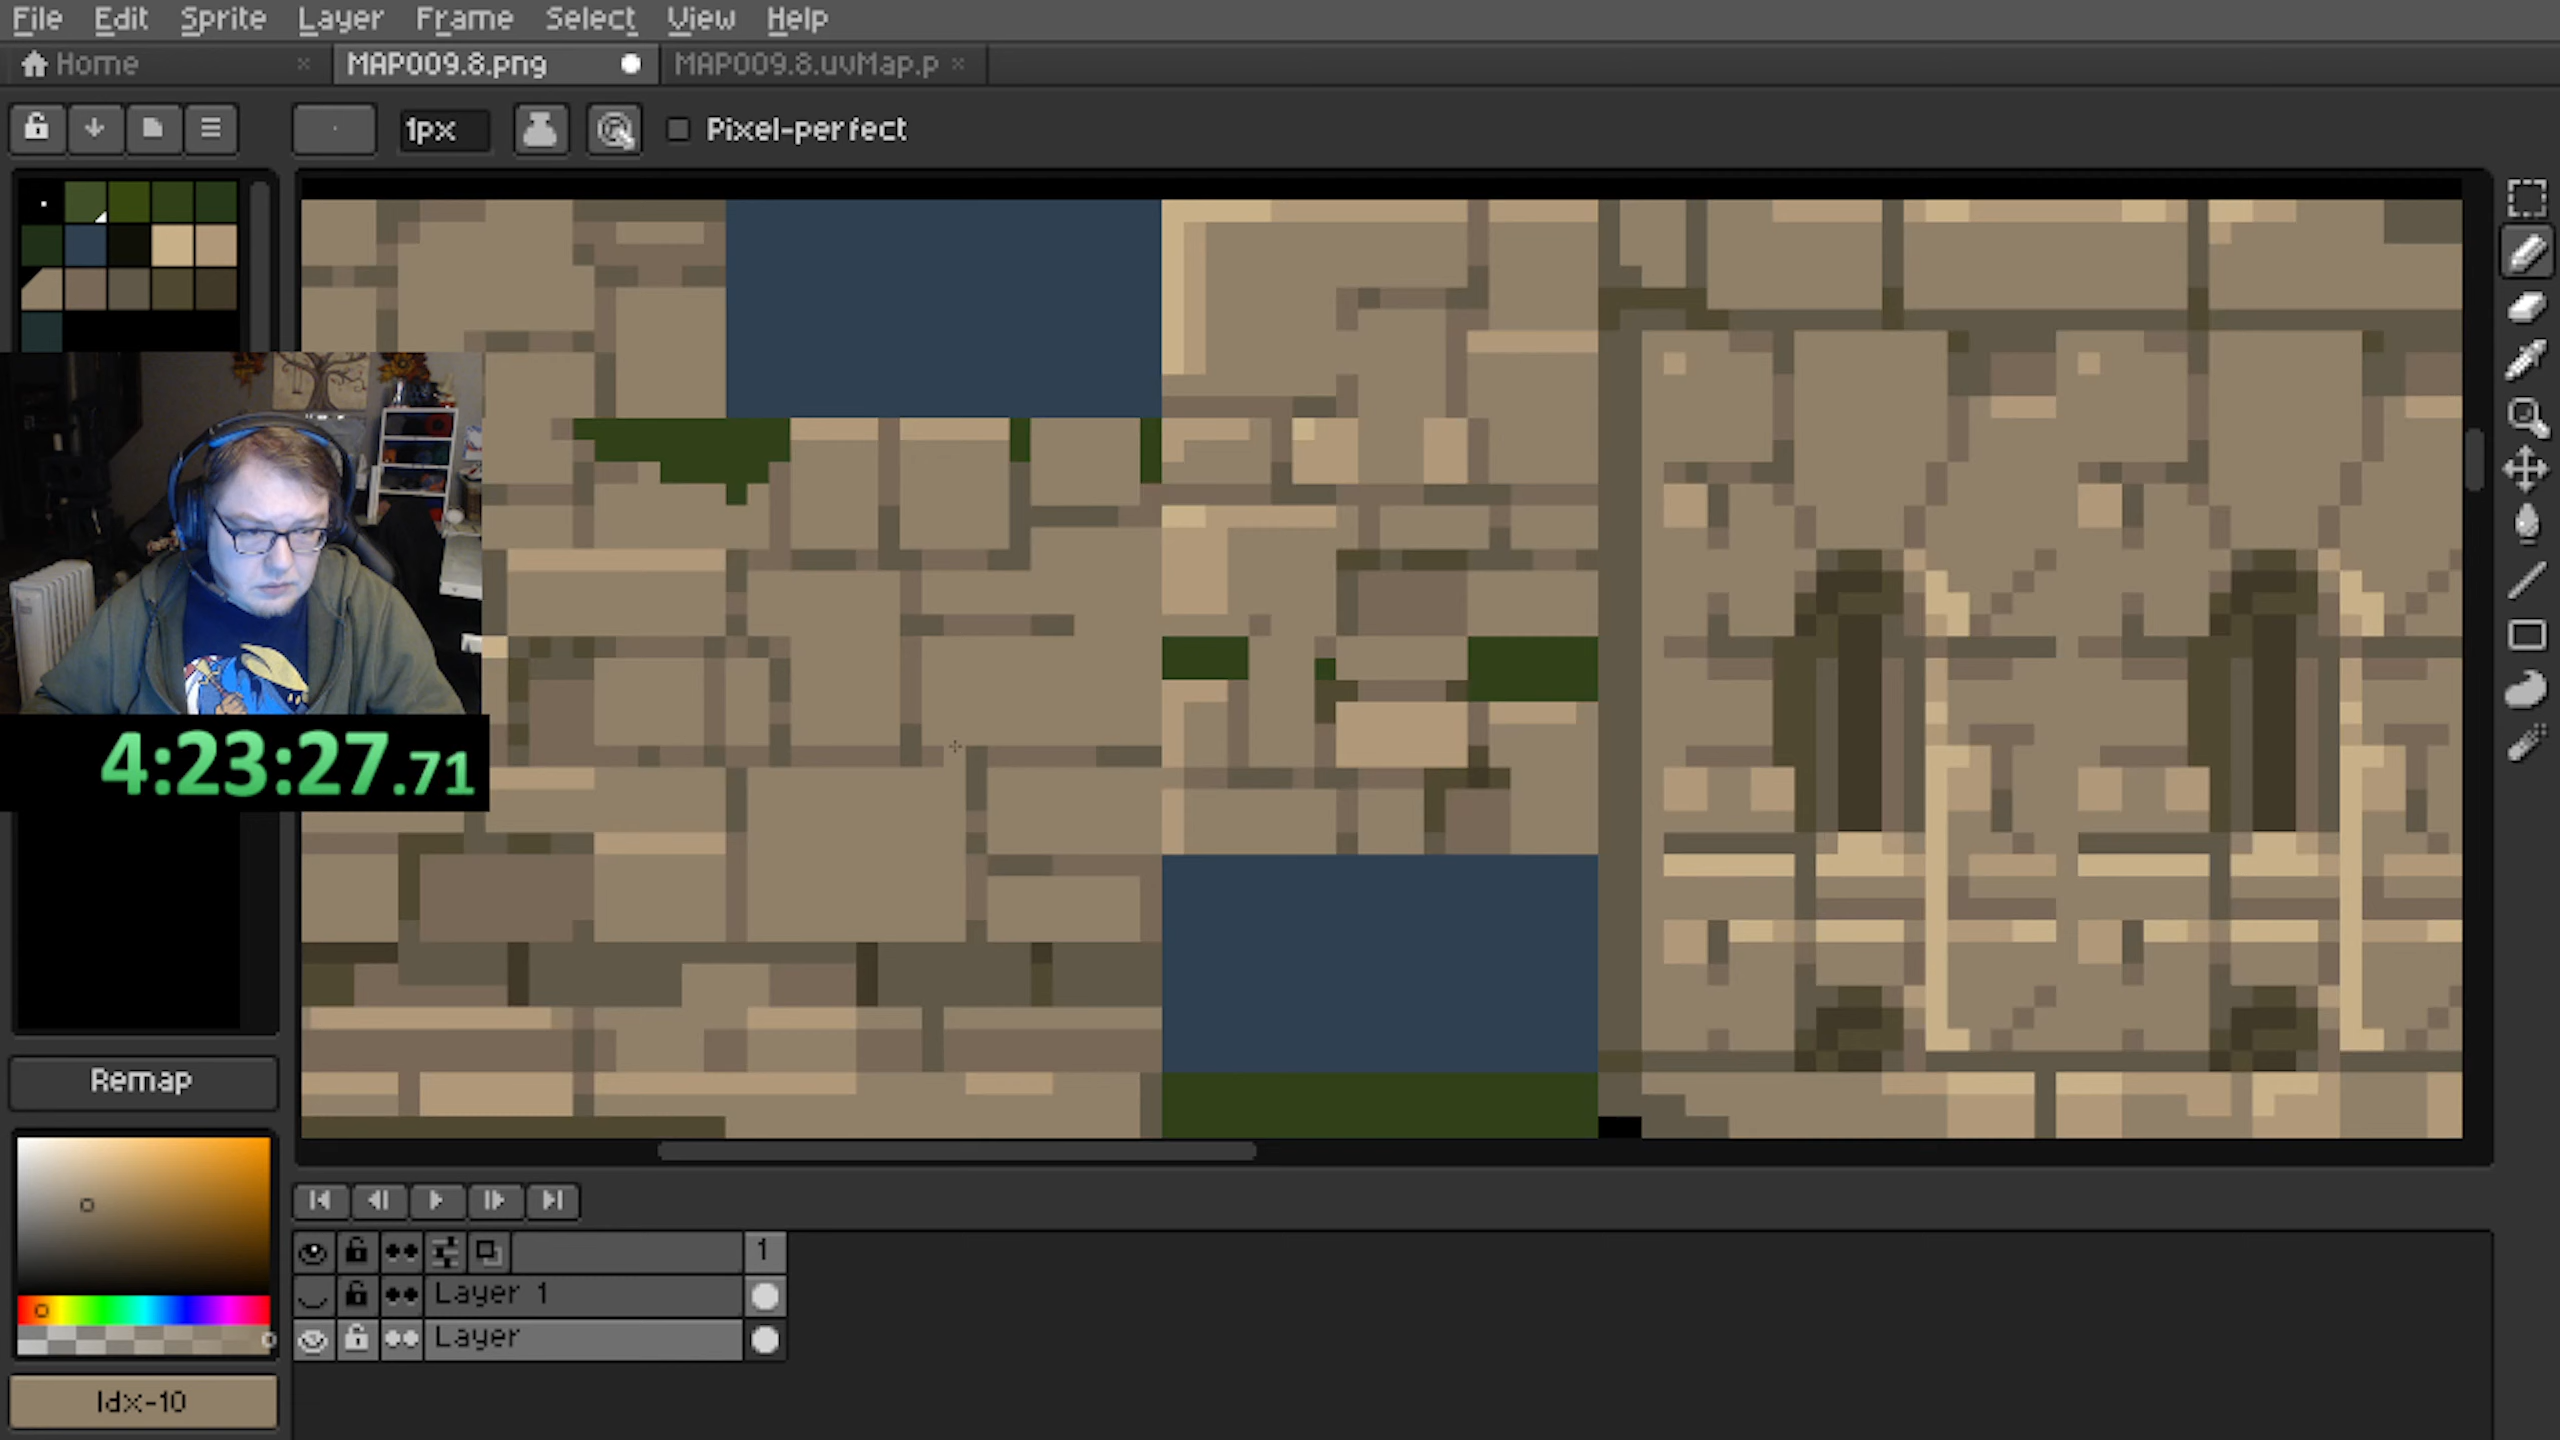 File Edit Sprite Layer Frame Select View Help
Home MAP009.8.png MAP009.8.uvMap.p
1px Pixel-perfect
4:23:27.71
Remap
1
Layer 1
Layer
Idx-10